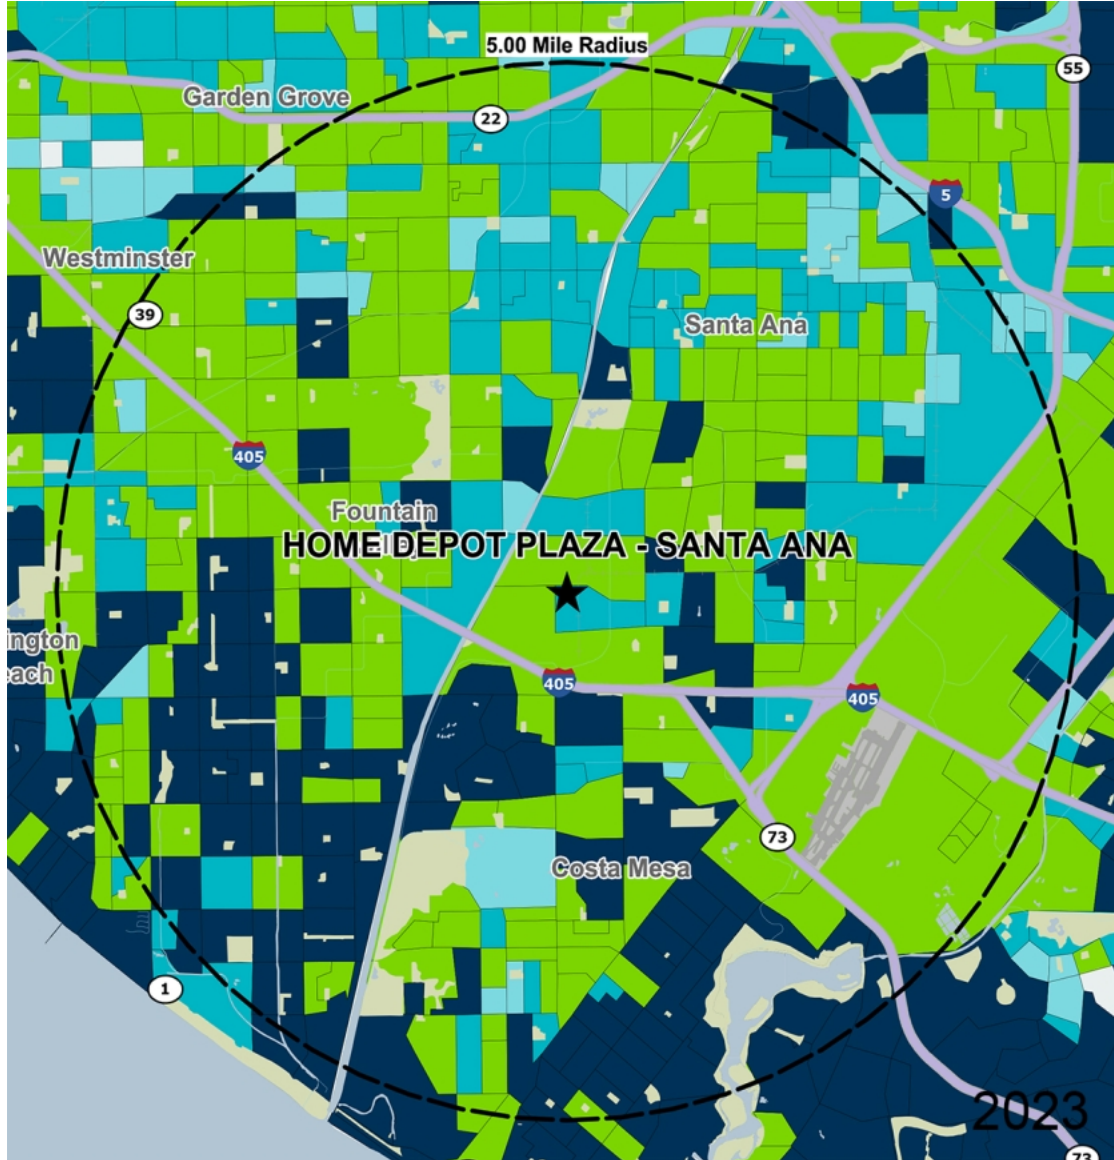 5.00 Mile Radius
55
Garden Grove
22
5
Westminster
39
Santa Ana
405
Fountain
HOME DEPOT PLAZA - SANTA ANA
ington
each
405
405
73
Costa Mesa
1
2023
73